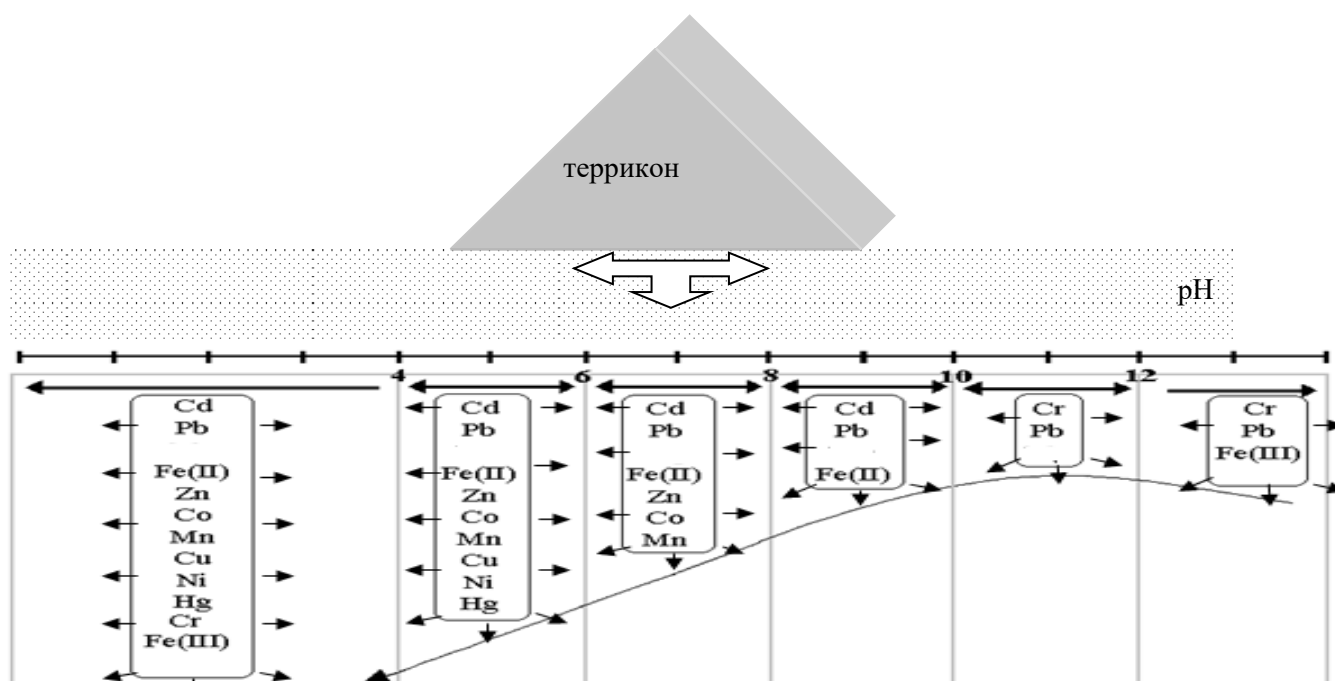 террикон
pH
4
6
8
10
12
Cd
Pb
Fe(II)
Zn
Co
Mn
Cu
Ni
Hg
Cr
Fe(III)
Cd
Pb
Fe(II)
Zn
Co
Mn
Cu
Ni
Hg
Cd
Pb
Fe(II)
Zn
Co
Mn
Cd
Pb
Fe(II)
Cr
Pb
Cr
Pb
Fe(III)